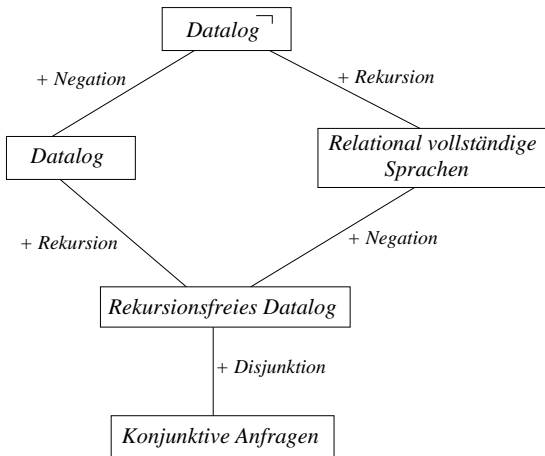 Datalog ¬
+ Negation
+ Rekursion
Datalog
Relational vollständige
Sprachen
+ Rekursion
+ Negation
Rekursionsfreies Datalog
+ Disjunktion
Konjunktive Anfragen